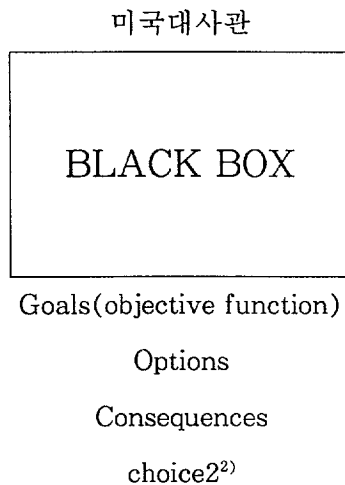 미국대사관
BLACK BOX
Goals(objective function)
Options
Consequences
choice2²⁾